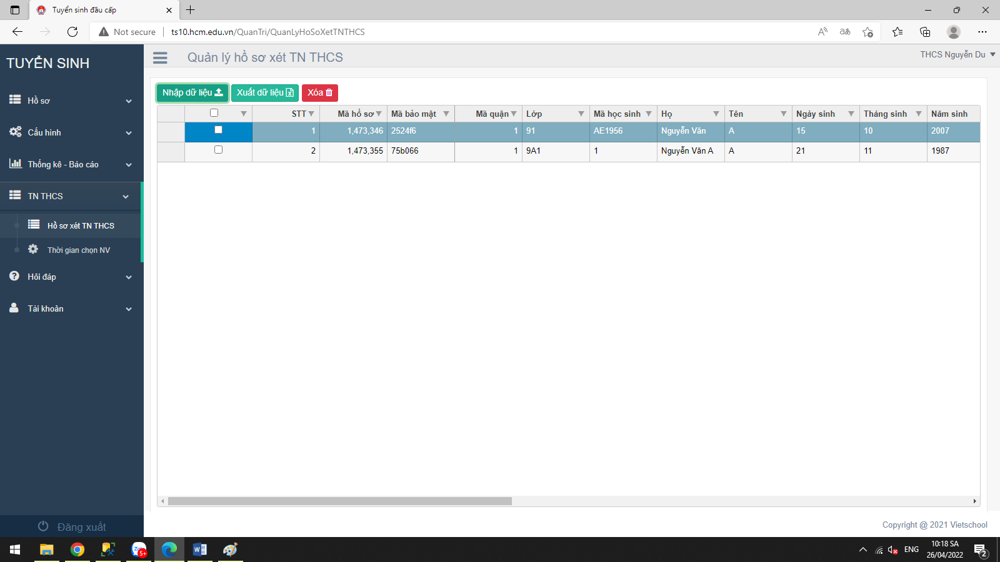 Tuyển sinh đầu cấp
Not secure ts10.hcm.edu.vn/QuanTri/QuanLyHoSoXetTNTHCS
TUYỂN SINH
Quản lý hồ sơ xét TN THCS
THCS Nguyễn Du
Hồ sơ
Cấu hình
Thống kê - Báo cáo
TN THCS
Hồ sơ xét TN THCS
Thời gian chọn NV
Hỏi đáp
Tài khoản
Đăng xuất
Nhập dữ liệu Xuất dữ liệu Xóa
STT Mã hồ sơ Mã bảo mật Mã quận Lớp Mã học sinh Họ Tên Ngày sinh Tháng sinh Năm sinh
1 1,473,346 2524f6 1 91 AE1956 Nguyễn Văn A 15 10 2007
2 1,473,355 75b066 1 9A1 1 Nguyễn Văn A A 21 11 1987
Copyright @ 2021 Vietschool
5+
ENG
10:18 SA
26/04/2022
2